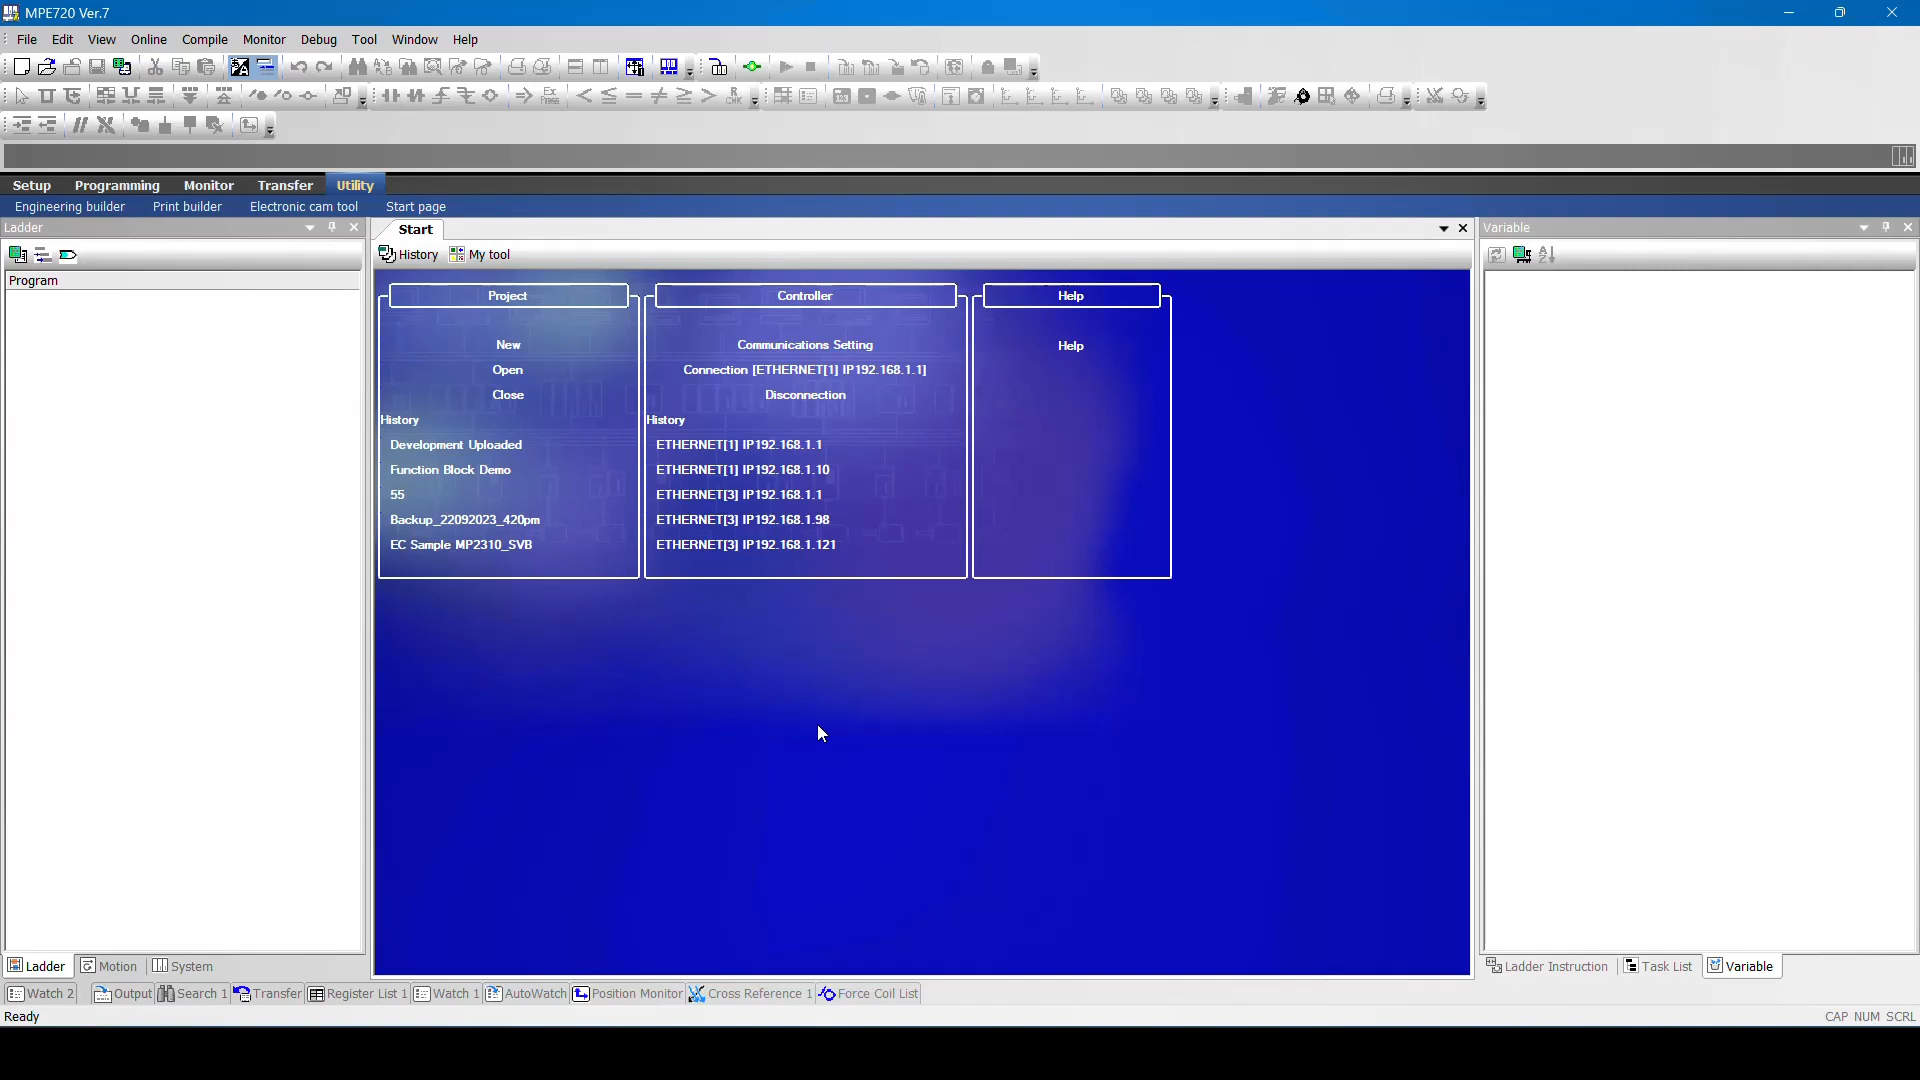 MPE720 Ver.7
File Edit View Online Compile Monitor Debug Tool Window Help
Setup Programming Monitor Transfer Utility
Engineering builder Print builder Electronic cam tool Start page
Ladder
Start
Variable
History My tool
Program
Project Controller Help
New Communications Setting Help
Open Connection [ETHERNET[1] IP192.168.1.1]
Close Disconnection
History History
Development Uploaded ETHERNET[1] IP192.168.1.1
Function Block Demo ETHERNET[1] IP192.168.1.10
55 ETHERNET[3] IP192.168.1.1
Backup_22092023_420pm ETHERNET[3] IP192.168.1.98
EC Sample MP2310_SVB ETHERNET[3] IP192.168.1.121
Ladder Motion System
Ladder Instruction Task List Variable
Watch 2 Output Search 1 Transfer Register List 1 Watch 1 AutoWatch Position Monitor Cross Reference 1 Force Coil List
Ready
CAP NUM SCRL